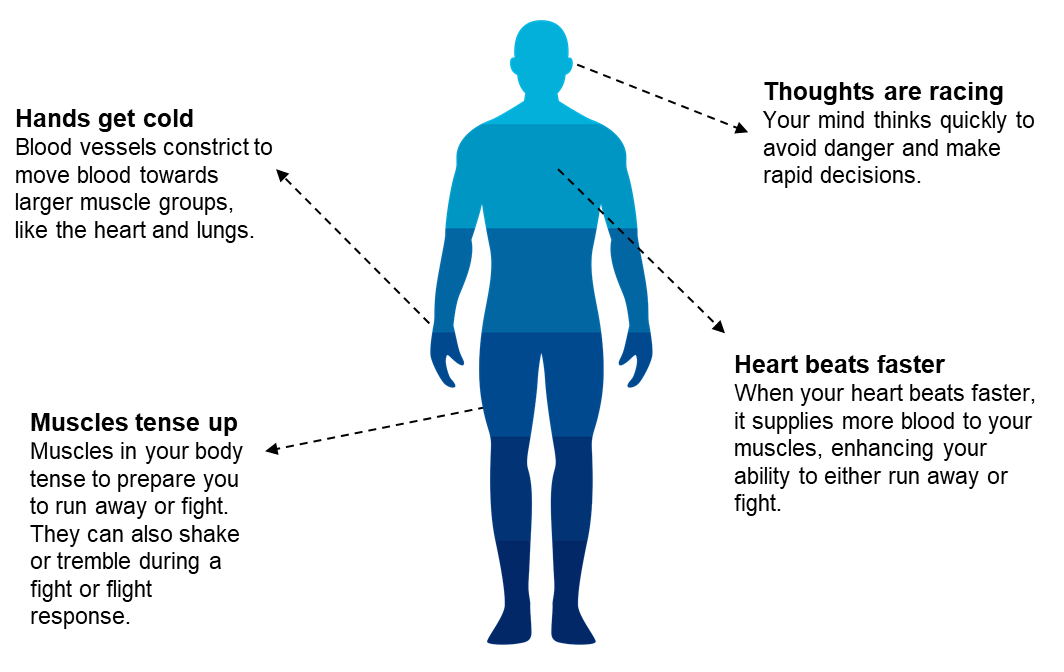 Hands get cold
Blood vessels constrict to
move blood towards
larger muscle groups,
like the heart and lungs.
Thoughts are racing
Your mind thinks quickly to
avoid danger and make
rapid decisions.
Muscles tense up
Muscles in your body
tense to prepare you
to run away or fight.
They can also shake
or tremble during a
fight or flight
response.
Heart beats faster
When your heart beats faster,
it supplies more blood to your
muscles, enhancing your
ability to either run away or
fight.